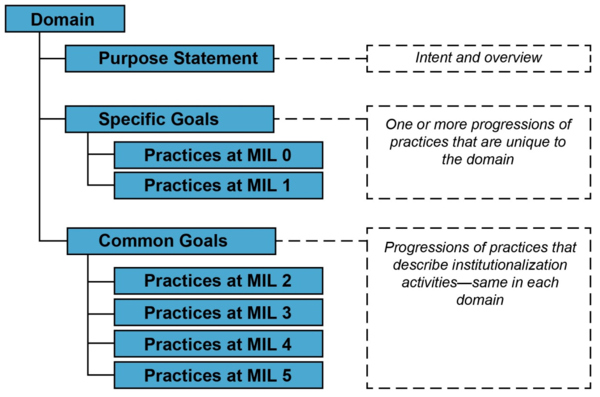 Domain
Purpose Statement
Intent and overview
Specific Goals
One or more progressions of
practices that are unique to
the domain
Practices at MIL 0
Practices at MIL 1
Common Goals
Progressions of practices that
describe institutionalization
activities—same in each
domain
Practices at MIL 2
Practices at MIL 3
Practices at MIL 4
Practices at MIL 5